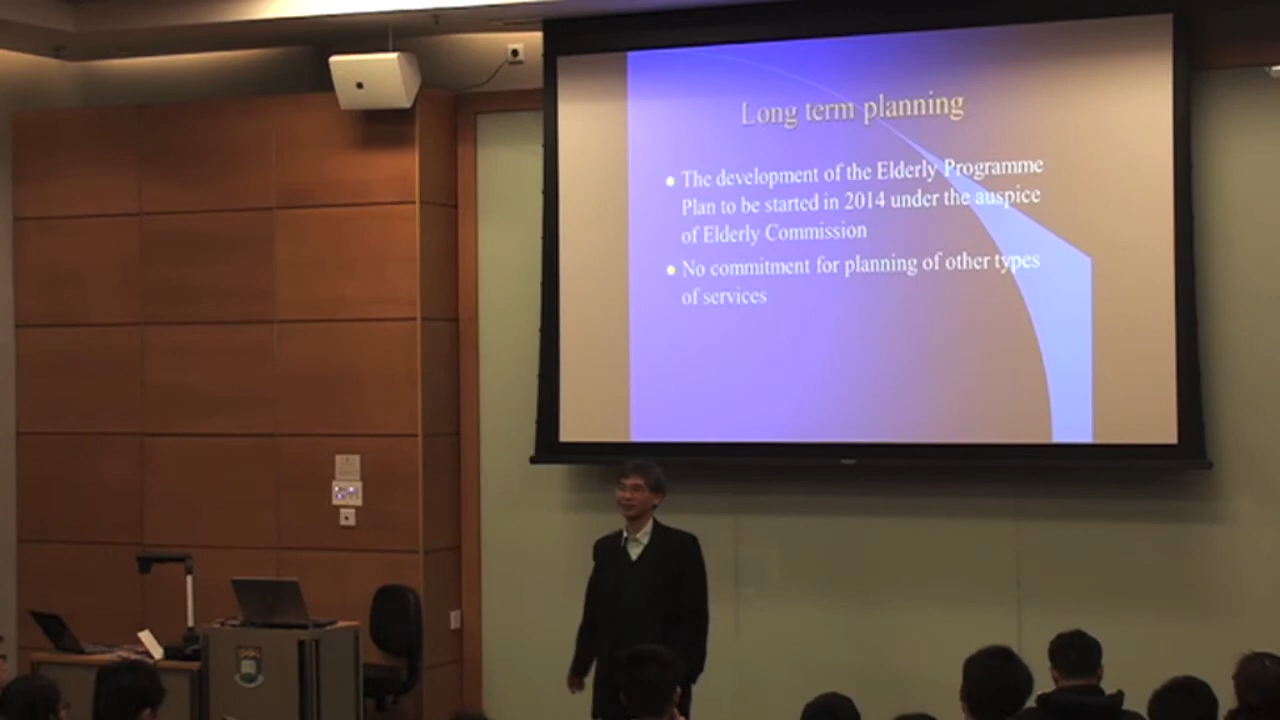 Long term planning
• The development of the Elderly Programme
Plan to be started in 2014 under the auspice
of Elderly Commission
• No commitment for planning of other types
of services